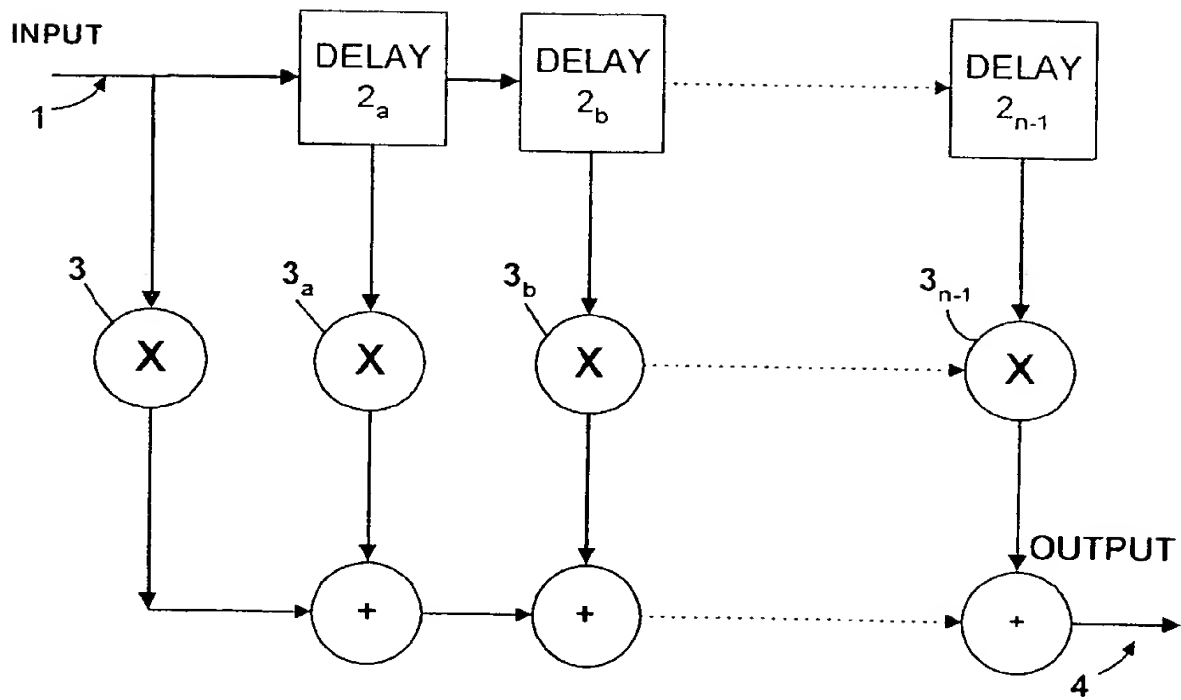 INPUT
1
DELAY
2a
DELAY
2b
DELAY
2n-1
3
X
3a
X
3b
X
3n-1
X
+
+
OUTPUT
+
4